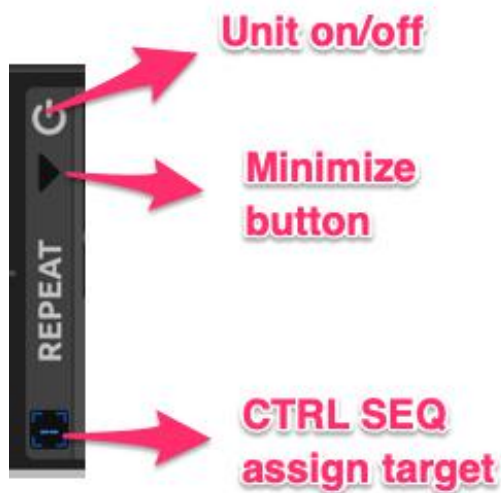 Unit on/off
Minimize
button
REPEAT
CTRL SEQ
assign target